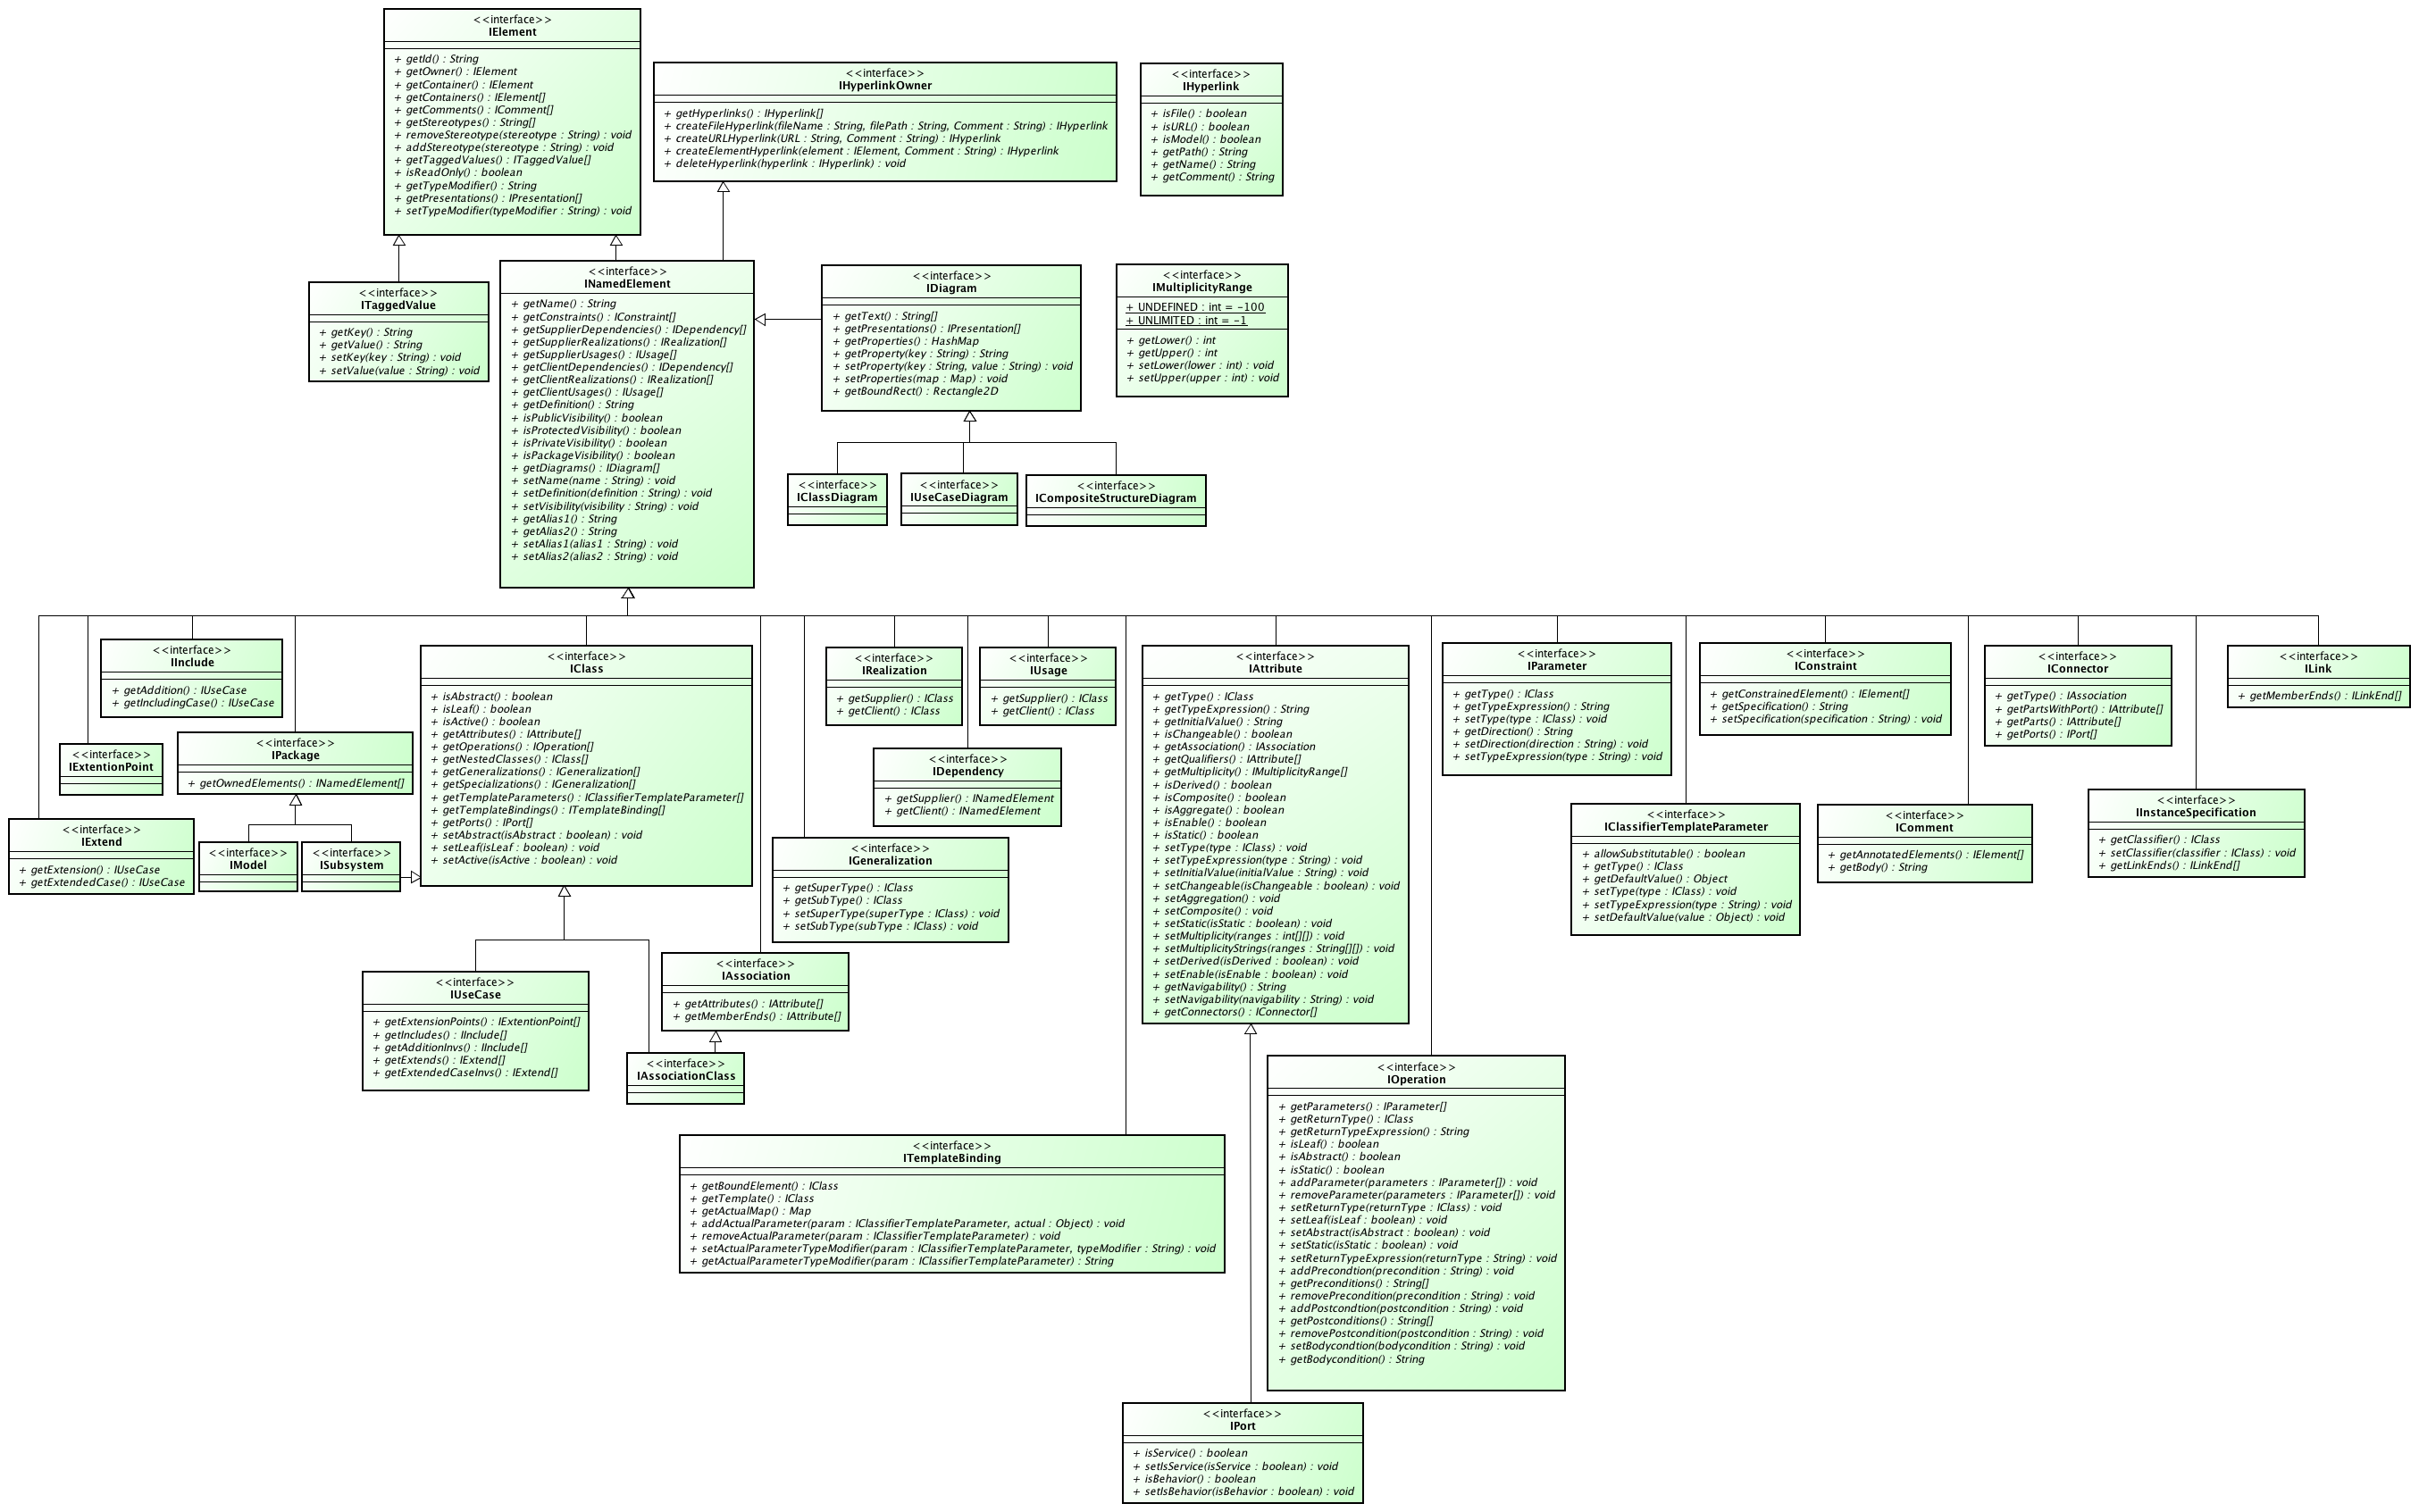 <<interface>>
IElement
+ getId() : String
+ getOwner() : IElement
+ getContainer() : IElement
+ getContainers() : IElement[]
+ getComments() : IComment[]
+ getStereotypes() : String[]
+ removeStereotype(stereotype : String) : void
+ addStereotype(stereotype : String) : void
+ getTaggedValues() : ITaggedValue[]
+ isReadOnly() : boolean
+ getTypeModifier() : String
+ getPresentations() : IPresentation[]
+ setTypeModifier(typeModifier : String) : void
<<interface>>
IHyperlinkOwner
+ getHyperlinks() : IHyperlink[]
+ createFileHyperlink(fileName : String, filePath : String, Comment : String) : IHyperlink
+ createURLHyperlink(URL : String, Comment : String) : IHyperlink
+ createElementHyperlink(element : IElement, Comment : String) : IHyperlink
+ deleteHyperlink(hyperlink : IHyperlink) : void
<<interface>>
IHyperlink
+ isFile() : boolean
+ isURL() : boolean
+ isModel() : boolean
+ getPath() : String
+ getName() : String
+ getComment() : String
<<interface>>
ITaggedValue
+ getKey() : String
+ getValue() : String
+ setKey(key : String) : void
+ setValue(value : String) : void
<<interface>>
INamedElement
+ getName() : String
+ getConstraints() : IConstraint[]
+ getSupplierDependencies() : IDependency[]
+ getSupplierRealizations() : IRealization[]
+ getSupplierUsages() : IUsage[]
+ getClientDependencies() : IDependency[]
+ getClientRealizations() : IRealization[]
+ getClientUsages() : IUsage[]
+ getDefinition() : String
+ isPublicVisibility() : boolean
+ isProtectedVisibility() : boolean
+ isPrivateVisibility() : boolean
+ isPackageVisibility() : boolean
+ getDiagrams() : IDiagram[]
+ setName(name : String) : void
+ setDefinition(definition : String) : void
+ setVisibility(visibility : String) : void
+ getAlias1() : String
+ getAlias2() : String
+ setAlias1(alias1 : String) : void
+ setAlias2(alias2 : String) : void
<<interface>>
IDiagram
+ getText() : String[]
+ getPresentations() : IPresentation[]
+ getProperties() : HashMap
+ getProperty(key : String) : String
+ setProperty(key : String, value : String) : void
+ setProperties(map : Map) : void
+ getBoundRect() : Rectangle2D
<<interface>>
IMultiplicityRange
+ UNDEFINED : int = -100
+ UNLIMITED : int = -1
+ getLower() : int
+ getUpper() : int
+ setLower(lower : int) : void
+ setUpper(upper : int) : void
<<interface>>
IClassDiagram
<<interface>>
IUseCaseDiagram
<<interface>>
ICompositeStructureDiagram
<<interface>>
IInclude
+ getAddition() : IUseCase
+ getIncludingCase() : IUseCase
<<interface>>
IExtentionPoint
<<interface>>
IPackage
+ getOwnedElements() : INamedElement[]
<<interface>>
IExtend
+ getExtension() : IUseCase
+ getExtendedCase() : IUseCase
<<interface>>
IModel
<<interface>>
ISubsystem
<<interface>>
IClass
+ isAbstract() : boolean
+ isLeaf() : boolean
+ isActive() : boolean
+ getAttributes() : IAttribute[]
+ getOperations() : IOperation[]
+ getNestedClasses() : IClass[]
+ getGeneralizations() : IGeneralization[]
+ getSpecializations() : IGeneralization[]
+ getTemplateParameters() : IClassifierTemplateParameter[]
+ getTemplateBindings() : ITemplateBinding[]
+ getPorts() : IPort[]
+ setAbstract(isAbstract : boolean) : void
+ setLeaf(isLeaf : boolean) : void
+ setActive(isActive : boolean) : void
<<interface>>
IRealization
+ getSupplier() : IClass
+ getClient() : IClass
<<interface>>
IUsage
+ getSupplier() : IClass
+ getClient() : IClass
<<interface>>
IDependency
+ getSupplier() : INamedElement
+ getClient() : INamedElement
<<interface>>
IGeneralization
+ getSuperType() : IClass
+ getSubType() : IClass
+ setSuperType(superType : IClass) : void
+ setSubType(subType : IClass) : void
<<interface>>
IAttribute
+ getType() : IClass
+ getTypeExpression() : String
+ getInitialValue() : String
+ isChangeable() : boolean
+ getAssociation() : IAssociation
+ getQualifiers() : IAttribute[]
+ getMultiplicity() : IMultiplicityRange[]
+ isDerived() : boolean
+ isComposite() : boolean
+ isAggregate() : boolean
+ isEnable() : boolean
+ isStatic() : boolean
+ setType(type : IClass) : void
+ setTypeExpression(type : String) : void
+ setInitialValue(initialValue : String) : void
+ setChangeable(isChangeable : boolean) : void
+ setAggregation() : void
+ setComposite() : void
+ setStatic(isStatic : boolean) : void
+ setMultiplicity(ranges : int[][]) : void
+ setMultiplicityStrings(ranges : String[][]) : void
+ setDerived(isDerived : boolean) : void
+ setEnable(isEnable : boolean) : void
+ getNavigability() : String
+ setNavigability(navigability : String) : void
+ getConnectors() : IConnector[]
<<interface>>
IParameter
+ getType() : IClass
+ getTypeExpression() : String
+ setType(type : IClass) : void
+ getDirection() : String
+ setDirection(direction : String) : void
+ setTypeExpression(type : String) : void
<<interface>>
IConstraint
+ getConstrainedElement() : IElement[]
+ getSpecification() : String
+ setSpecification(specification : String) : void
<<interface>>
IConnector
+ getType() : IAssociation
+ getPartsWithPort() : IAttribute[]
+ getParts() : IAttribute[]
+ getPorts() : IPort[]
<<interface>>
ILink
+ getMemberEnds() : ILinkEnd[]
<<interface>>
IClassifierTemplateParameter
+ allowSubstitutable() : boolean
+ getType() : IClass
+ getDefaultValue() : Object
+ setType(type : IClass) : void
+ setTypeExpression(type : String) : void
+ setDefaultValue(value : Object) : void
<<interface>>
IComment
+ getAnnotatedElements() : IElement[]
+ getBody() : String
<<interface>>
IInstanceSpecification
+ getClassifier() : IClass
+ setClassifier(classifier : IClass) : void
+ getLinkEnds() : ILinkEnd[]
<<interface>>
IUseCase
+ getExtensionPoints() : IExtentionPoint[]
+ getIncludes() : IInclude[]
+ getAdditionInvs() : IInclude[]
+ getExtends() : IExtend[]
+ getExtendedCaseInvs() : IExtend[]
<<interface>>
IAssociation
+ getAttributes() : IAttribute[]
+ getMemberEnds() : IAttribute[]
<<interface>>
IAssociationClass
<<interface>>
ITemplateBinding
+ getBoundElement() : IClass
+ getTemplate() : IClass
+ getActualMap() : Map
+ addActualParameter(param : IClassifierTemplateParameter, actual : Object) : void
+ removeActualParameter(param : IClassifierTemplateParameter) : void
+ setActualParameterTypeModifier(param : IClassifierTemplateParameter, typeModifier : String) : void
+ getActualParameterTypeModifier(param : IClassifierTemplateParameter) : String
<<interface>>
IOperation
+ getParameters() : IParameter[]
+ getReturnType() : IClass
+ getReturnTypeExpression() : String
+ isLeaf() : boolean
+ isAbstract() : boolean
+ isStatic() : boolean
+ addParameter(parameters : IParameter[]) : void
+ removeParameter(parameters : IParameter[]) : void
+ setReturnType(returnType : IClass) : void
+ setLeaf(isLeaf : boolean) : void
+ setAbstract(isAbstract : boolean) : void
+ setStatic(isStatic : boolean) : void
+ setReturnTypeExpression(returnType : String) : void
+ addPrecondtion(precondition : String) : void
+ getPreconditions() : String[]
+ removePrecondition(precondition : String) : void
+ addPostcondtion(postcondition : String) : void
+ getPostconditions() : String[]
+ removePostcondition(postcondition : String) : void
+ setBodycondtion(bodycondition : String) : void
+ getBodycondition() : String
<<interface>>
IPort
+ isService() : boolean
+ setIsService(isService : boolean) : void
+ isBehavior() : boolean
+ setIsBehavior(isBehavior : boolean) : void